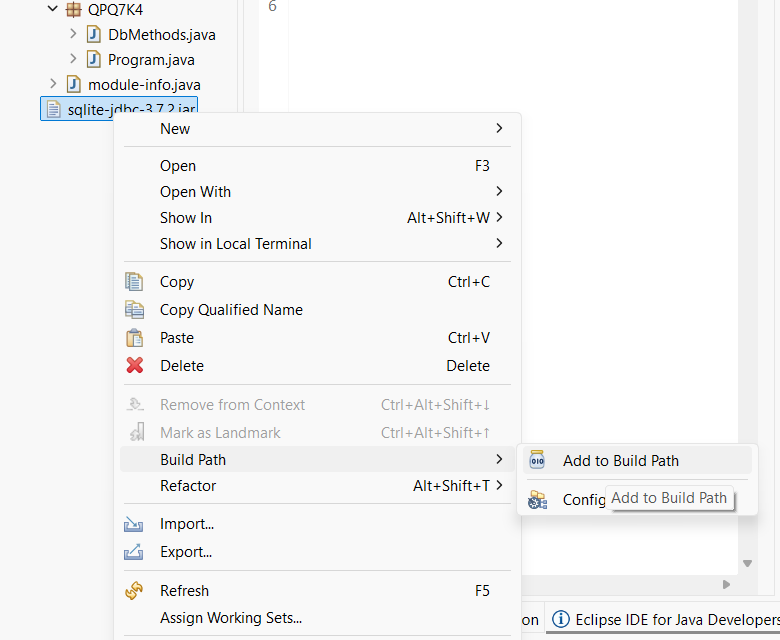 QPQ7K4
6
DbMethods.java
Program.java
module-info.java
sqlite-jdbc-3.7.2.jar
New
Open F3
Open With
Show In Alt+Shift+W
Show in Local Terminal
Copy Ctrl+C
Copy Qualified Name
Paste Ctrl+V
Delete Delete
Remove from Context Ctrl+Alt+Shift+↓
Mark as Landmark Ctrl+Alt+Shift+↑
Build Path
Add to Build Path
Refactor Alt+Shift+T
Config
Add to Build Path
Import...
Export...
Refresh F5
Assign Working Sets...
on
Eclipse IDE for Java Developers